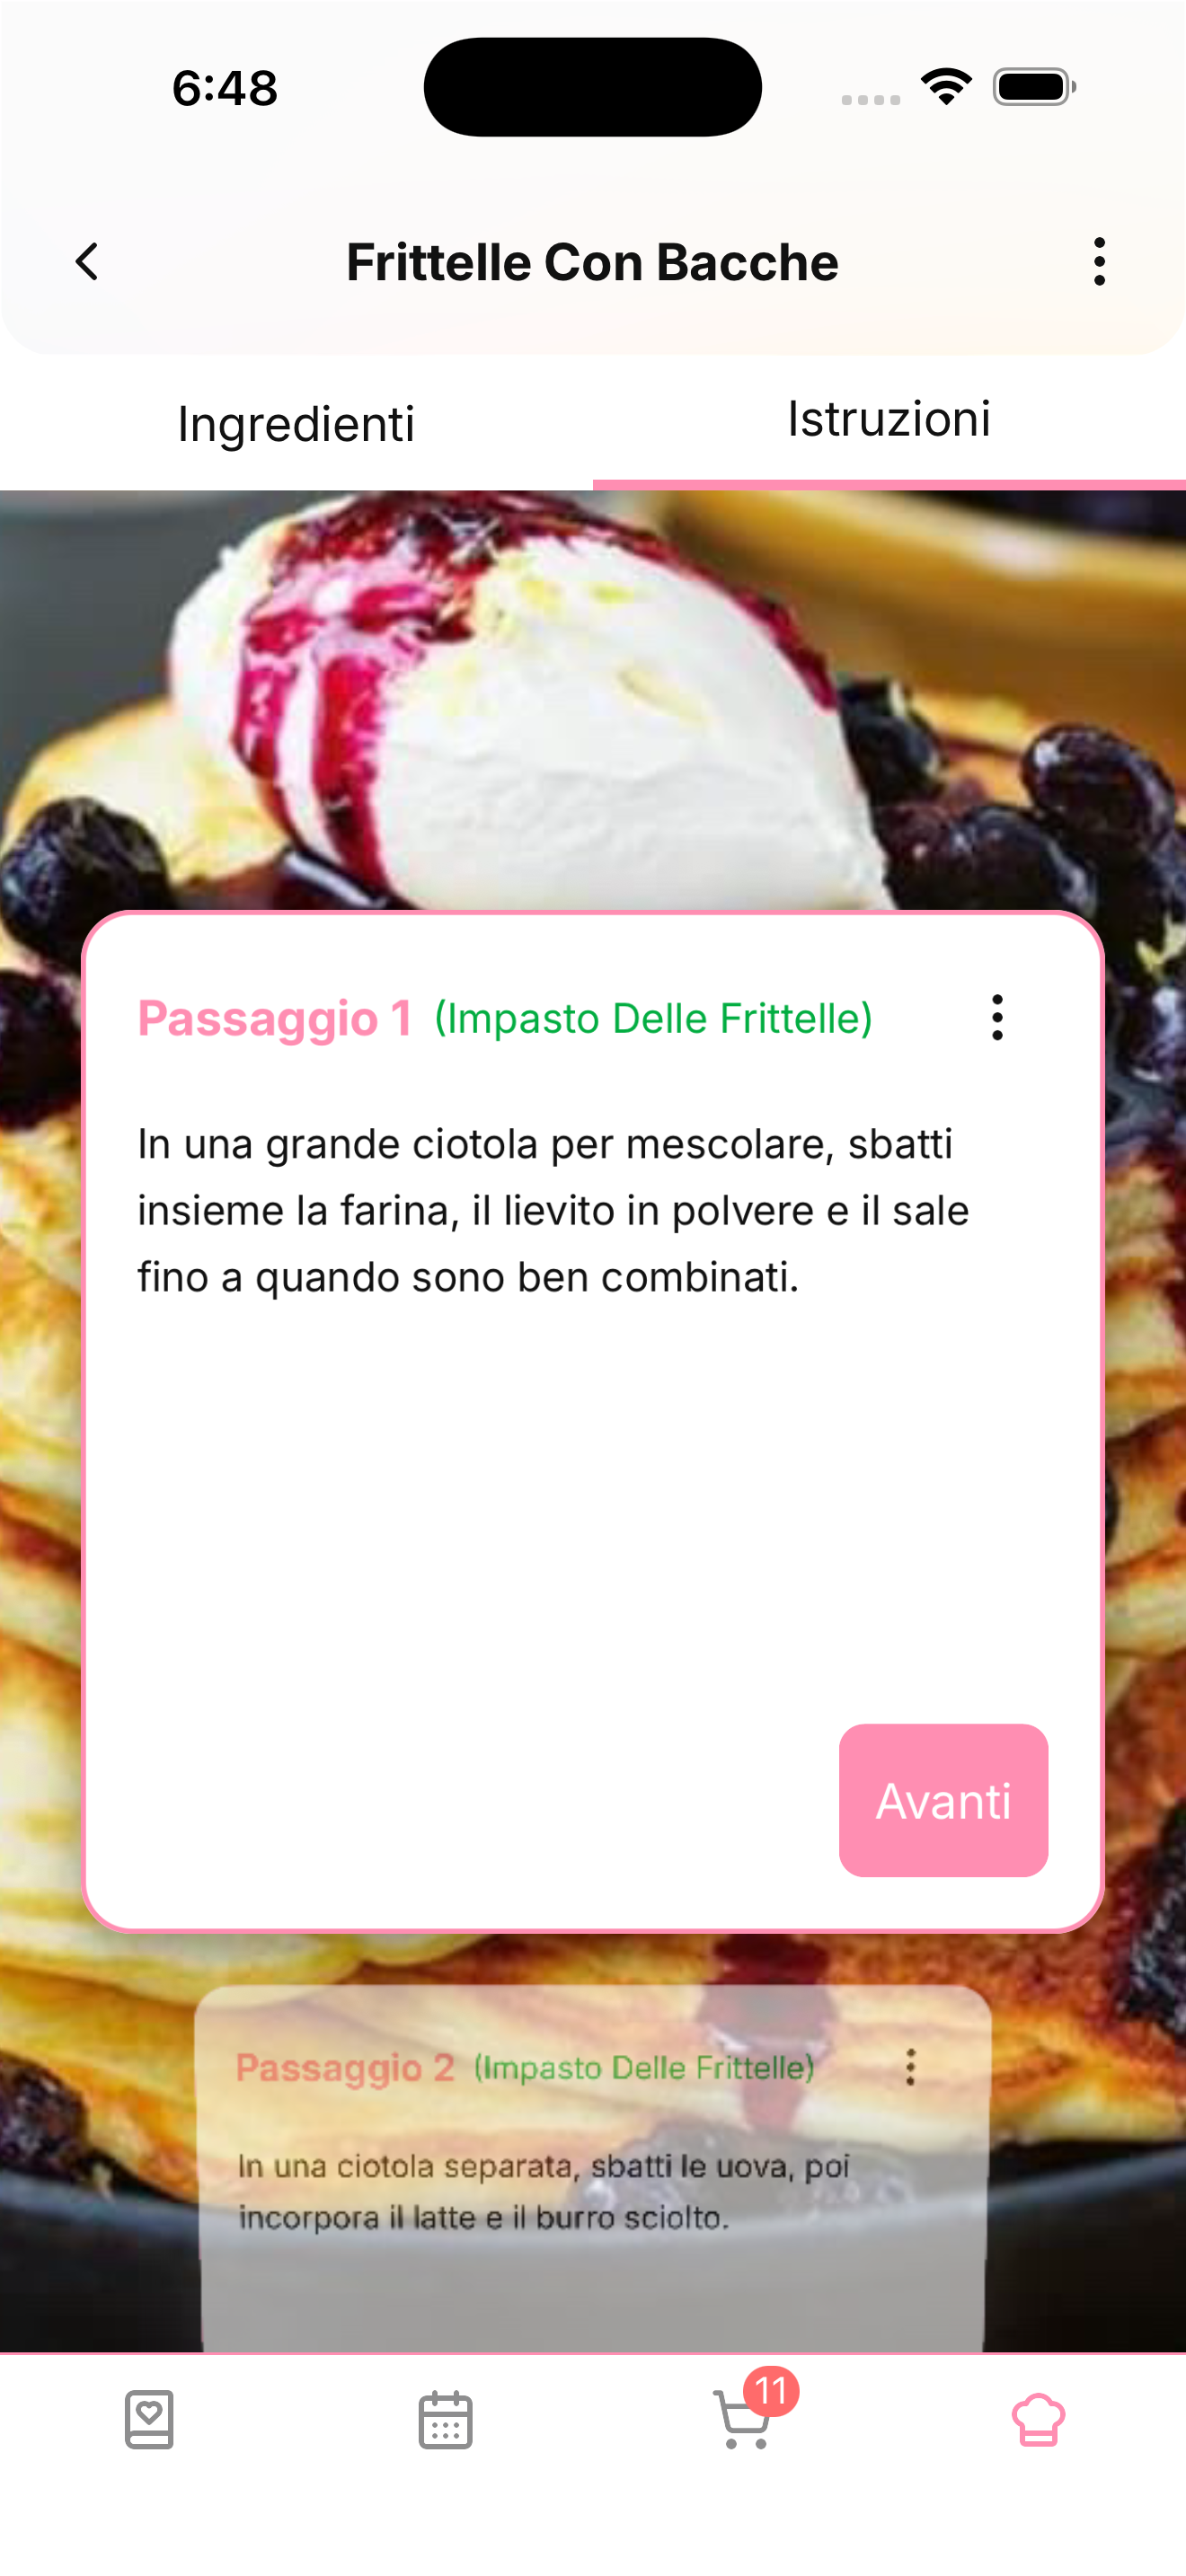 6:48
Frittelle Con Bacche
Ingredienti
Istruzioni
Passaggio 1 (Impasto Delle Frittelle)
In una grande ciotola per mescolare, sbatti
insieme la farina, il lievito in polvere e il sale
fino a quando sono ben combinati.
Avanti
Passaggio 2 (Impasto Delle Frittelle)
In una ciotola separata, sbatti le uova, poi
incorpora il latte e il burro sciolto.
11